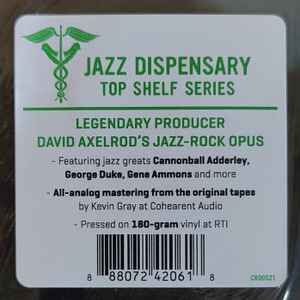 JAZZ DISPENSARY
TOP SHELF SERIES
LEGENDARY PRODUCER
DAVID AXELROD'S JAZZ-ROCK OPUS
- Featuring jazz greats Cannonball Adderley,
George Duke, Gene Ammons and more
- All-analog mastering from the original tapes
by Kevin Gray at Cohearent Audio
- Pressed on 180-gram vinyl at RTI
8 88072 42061 8
CR00521